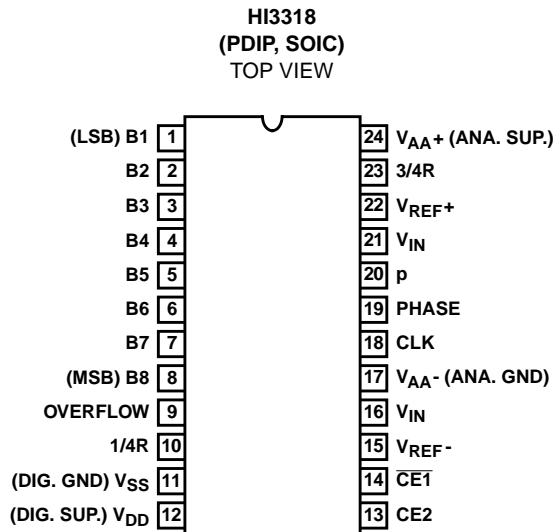 HI3318
(PDIP, SOIC)
TOP VIEW
(LSB) B1 1
B2 2
B3 3
B4 4
B5 5
B6 6
B7 7
(MSB) B8 8
OVERFLOW 9
1/4R 10
(DIG. GND) VSS 11
(DIG. SUP.) VDD 12
24 VAA+ (ANA. SUP.)
23 3/4R
22 VREF+
21 VIN
20 p
19 PHASE
18 CLK
17 VAA- (ANA. GND)
16 VIN
15 VREF-
14 C̅E̅1̅
13 CE2